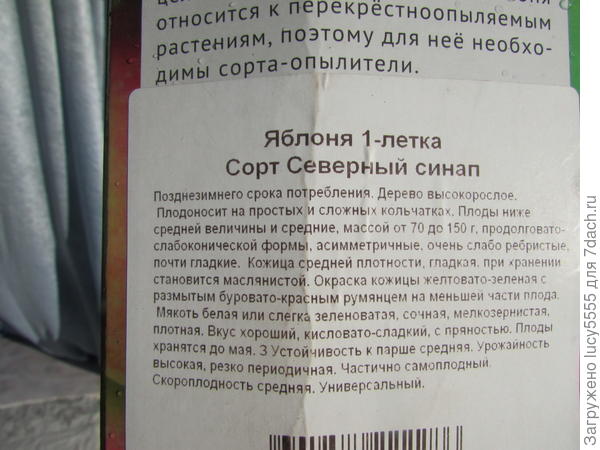 относится к перекрёстноопыляемым
растениям, поэтому для неё необхо-
димы сорта-опылители.
Яблоня 1-летка
Сорт Северный синап
Позднезимнего срока потребления. Дерево высокорослое.
Плодоносит на простых и сложных кольчатках. Плоды ниже
средней величины и средние, массой от 70 до 150 г, продолговато-
слабоконической формы, асимметричные, очень слабо ребристые,
почти гладкие. Кожица средней плотности, гладкая, при хранении
становится маслянистой. Окраска кожицы желтовато-зеленая с
размытым буровато-красным румянцем на меньшей части плода.
Мякоть белая или слегка зеленоватая, сочная, мелкозернистая,
плотная. Вкус хороший, кисловато-сладкий, с пряностью. Плоды
хранятся до мая. З Устойчивость к парше средняя. Урожайность
высокая, резко периодичная. Частично самоплодный.
Скороплодность средняя. Универсальный.
Загружено lucy5555 для 7dach.ru